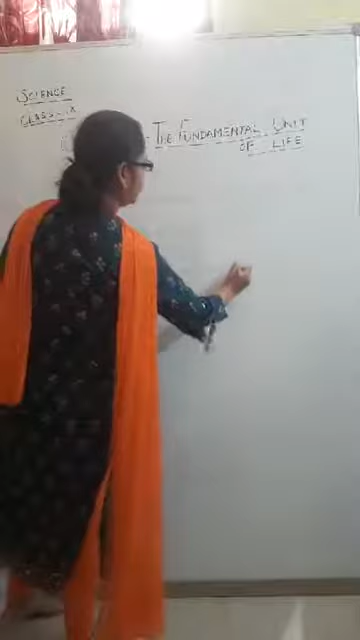 SCIENCE
CLASS-IX
- THE FUNDAMENTAL UNIT
OF LIFE